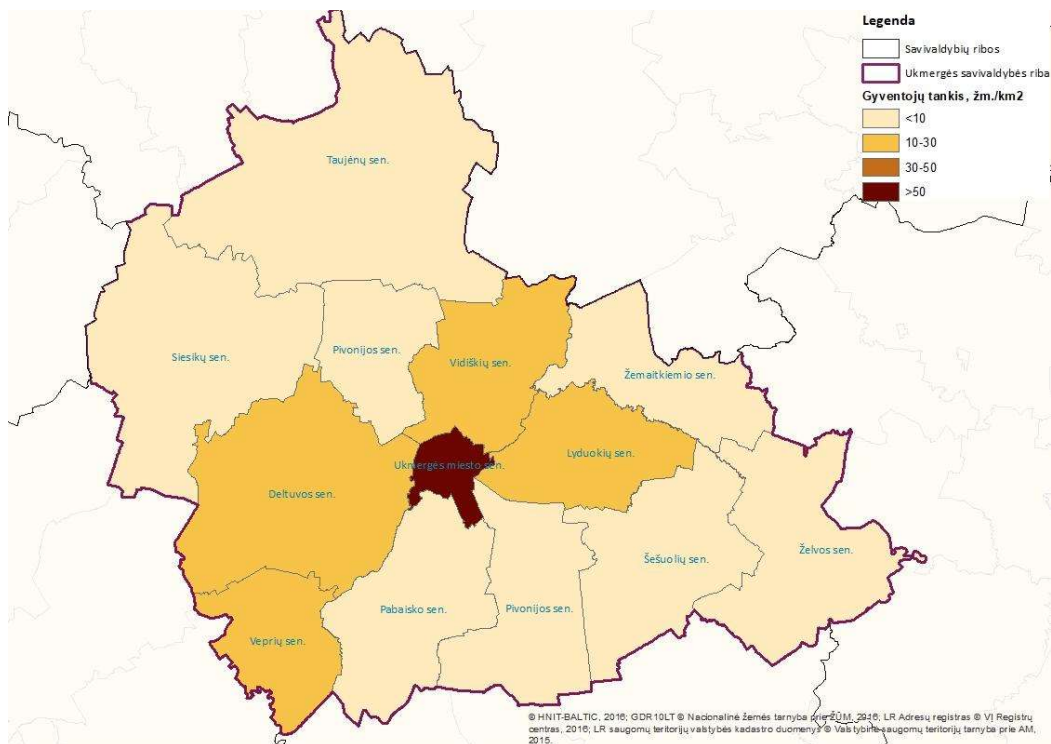 Legenda
Savivaldybių ribos
Ukmergės savivaldybės riba
Gyventojų tankis, žm./km2
<10
10-30
30-50
>50
Taujėnų sen.
Siesikų sen.
Pivonijos sen.
Vidiškių sen.
Žemaitkiemio sen.
Ukmergės miesto sen.
Lyduokių sen.
Deltuvos sen.
Želvos sen.
Šešuolių sen.
Pabaisko sen.
Pivonijos sen.
Veprių sen.
© HNIT-BALTIC, 2016; GDR10LT © Nacionalinė žemės tarnyba prie ŽŪM, 2016; LR Adresų registras © VĮ Registrų
centras, 2016; LR saugomų teritorijų valstybės kadastro duomenys © Valstybinė saugomų teritorijų tarnyba prie AM,
2015.